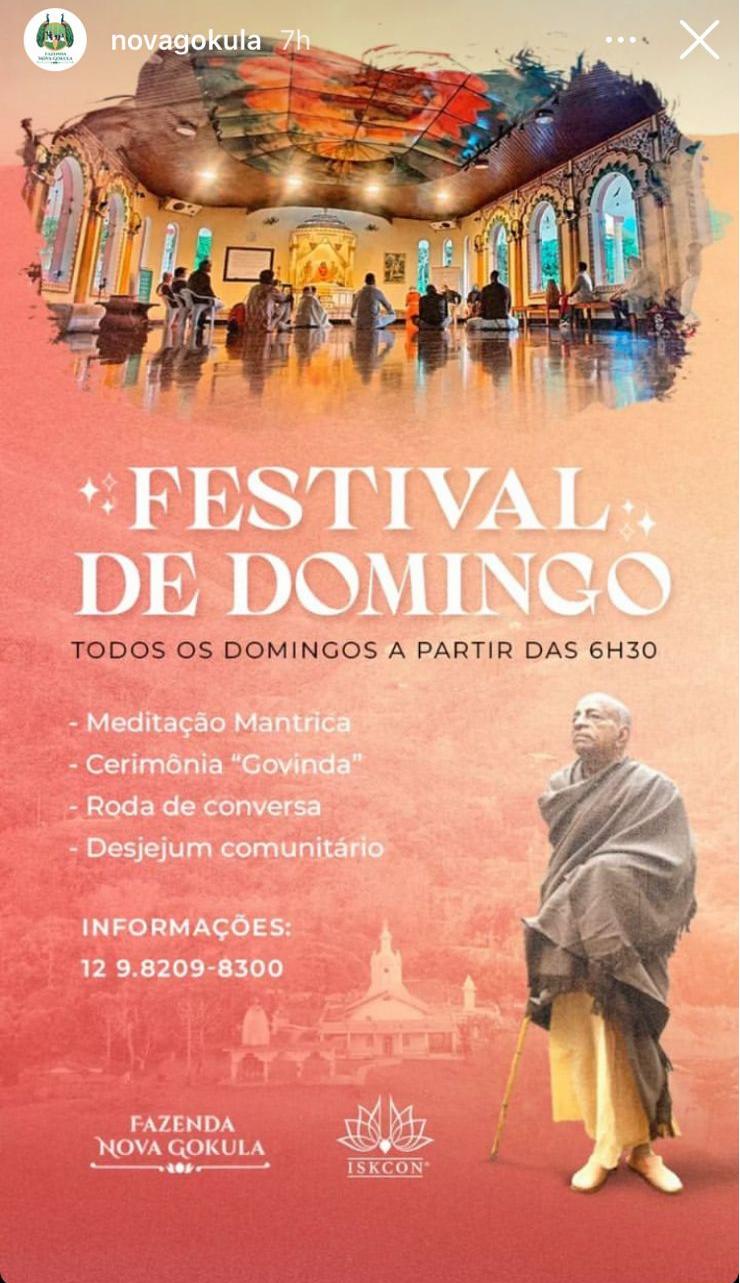 novagokula 7h
FESTIVAL
DE DOMINGO
TODOS OS DOMINGOS A PARTIR DAS 6H30
- Meditação Mantrica
- Cerimônia “Govinda”
- Roda de conversa
- Desjejum comunitário
INFORMAÇÕES:
12 9.8209-8300
FAZENDA
NOVA GOKULA
ISKCON®